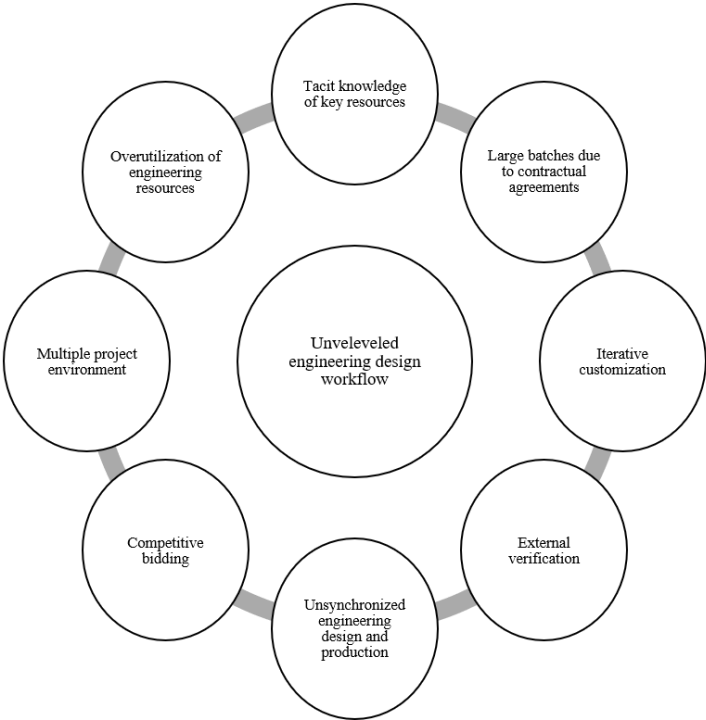 Tacit knowledge
of key resources
Overutilization of
engineering
resources
Large batches due
to contractual
agreements
Multiple project
environment
Unveleveled
engineering design
workflow
Iterative
customization
Competitive
bidding
External
verification
Unsynchronized
engineering
design and
production